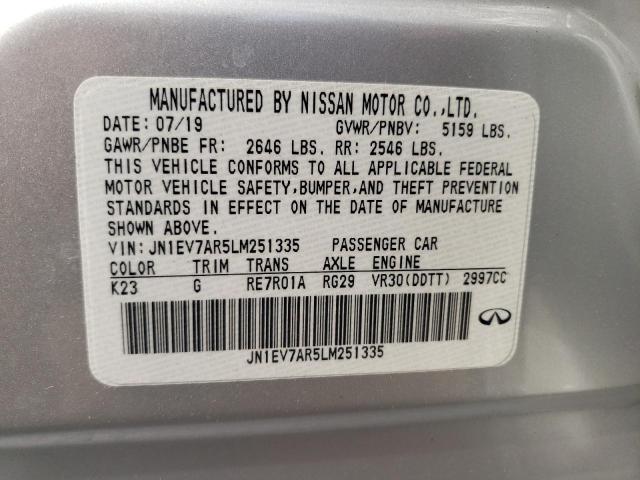 MANUFACTURED BY NISSAN MOTOR CO.,LTD.
DATE: 07/19 GVWR/PNBV: 5159 LBS.
GAWR/PNBE FR: 2646 LBS. RR: 2546 LBS.
THIS VEHICLE CONFORMS TO ALL APPLICABLE FEDERAL
MOTOR VEHICLE SAFETY,BUMPER,AND THEFT PREVENTION
STANDARDS IN EFFECT ON THE DATE OF MANUFACTURE
SHOWN ABOVE.
VIN: JN1EV7AR5LM251335 PASSENGER CAR
COLOR TRIM TRANS AXLE ENGINE
K23 G RE7R01A RG29 VR30(DDTT) 2997CC
JN1EV7AR5LM251335